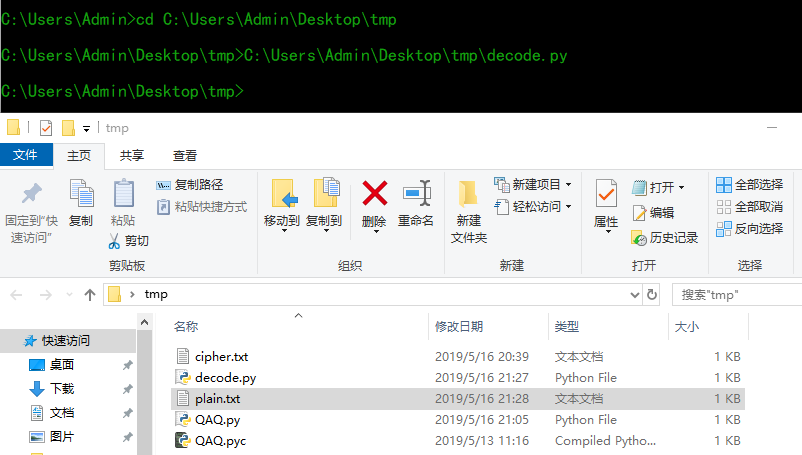 C:\Users\Admin>cd C:\Users\Admin\Desktop\tmp
C:\Users\Admin\Desktop\tmp>C:\Users\Admin\Desktop\tmp\decode.py
C:\Users\Admin\Desktop\tmp>
tmp
文件 主页 共享 查看
固定到"快速访问"
复制
粘贴
复制路径
粘贴快捷方式
剪切
剪贴板
移动到 复制到 删除 重命名
组织
新建文件夹
新建项目
轻松访问
新建
属性
打开
编辑
历史记录
打开
全部选择
全部取消
反向选择
选择
tmp
搜索"tmp"
快速访问
桌面
下载
文档
图片
名称 修改日期 类型 大小
cipher.txt 2019/5/16 20:39 文本文档 1 KB
decode.py 2019/5/16 21:27 Python File 1 KB
plain.txt 2019/5/16 21:28 文本文档 1 KB
QAQ.py 2019/5/16 21:05 Python File 1 KB
QAQ.pyc 2019/5/13 11:16 Compiled Pytho... 1 KB